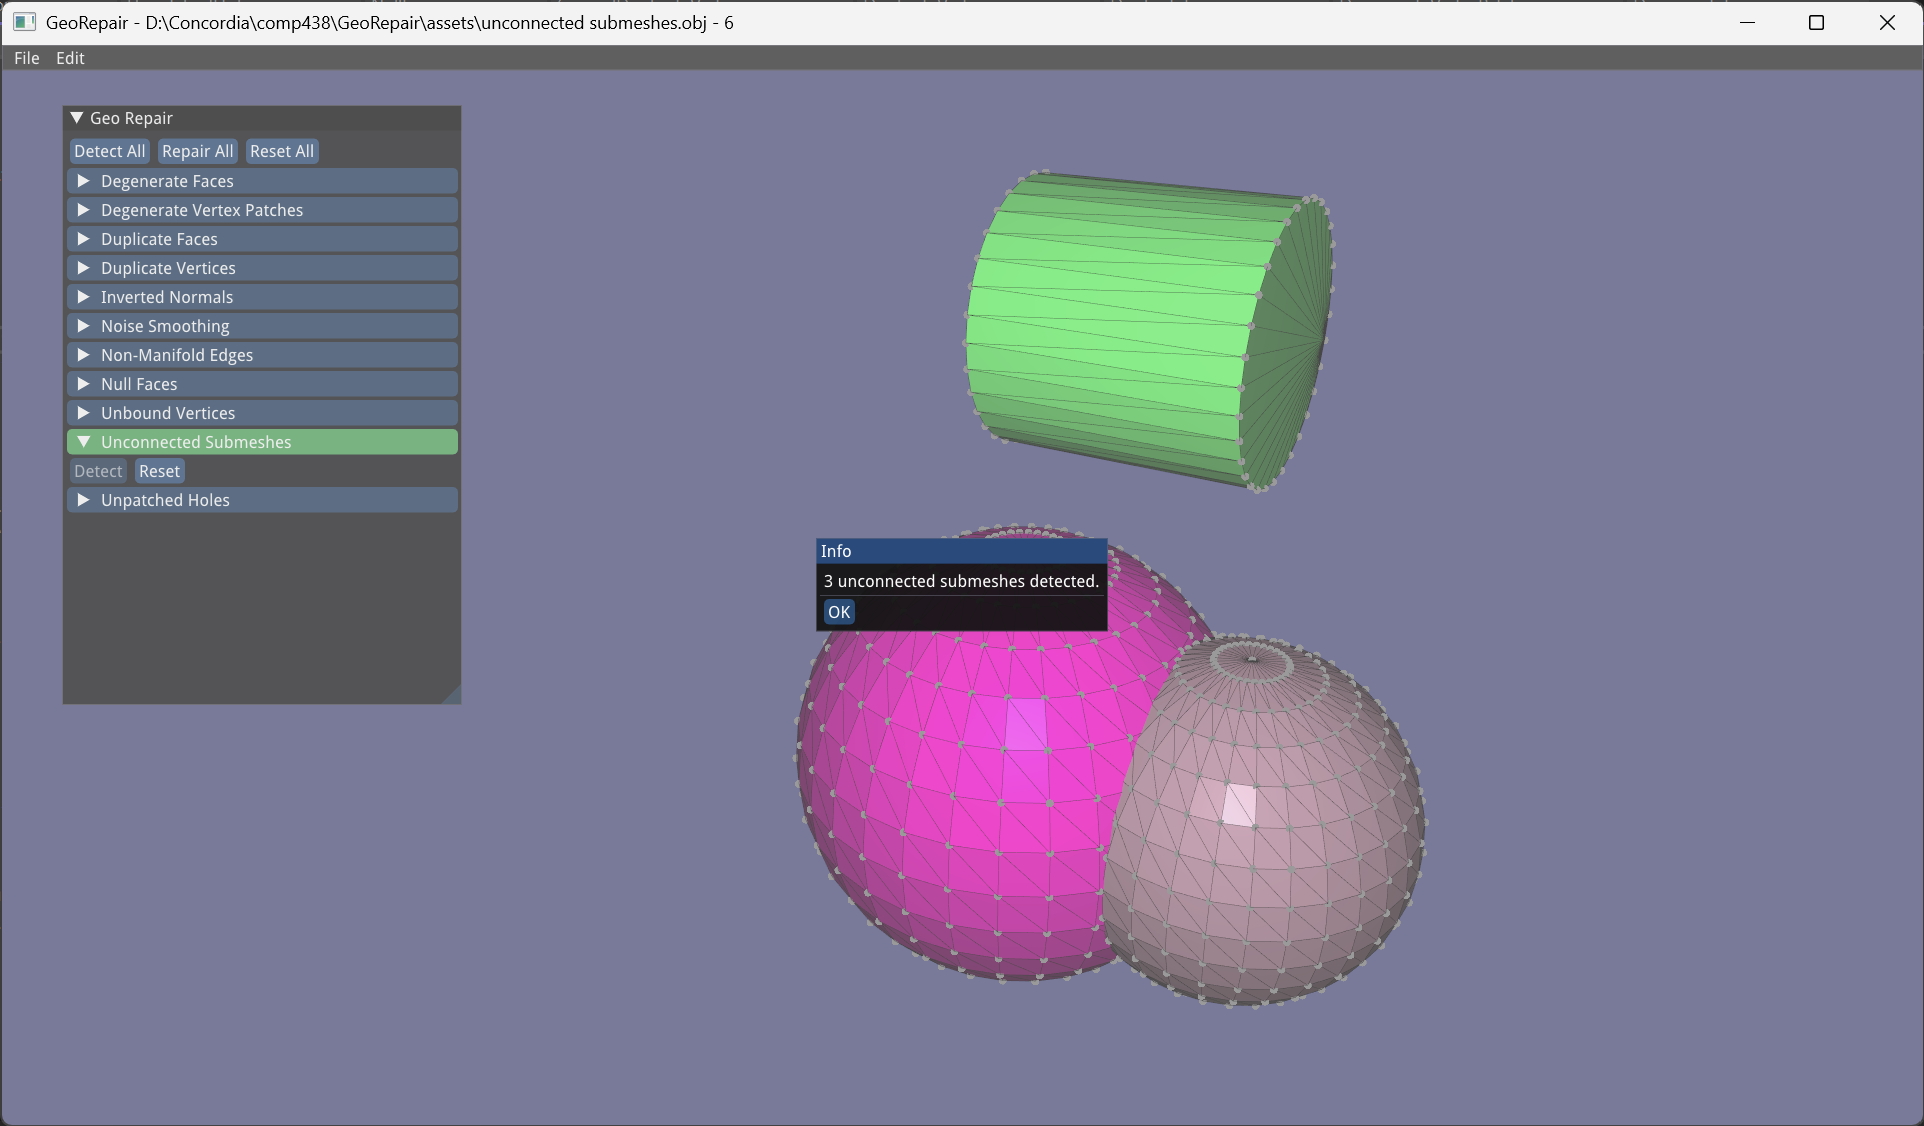 GeoRepair - D:\Concordia\comp438\GeoRepair\assets\unconnected submeshes.obj - 6
File Edit
Geo Repair
Detect All Repair All Reset All
Degenerate Faces
Degenerate Vertex Patches
Duplicate Faces
Duplicate Vertices
Inverted Normals
Noise Smoothing
Non-Manifold Edges
Null Faces
Unbound Vertices
Unconnected Submeshes
Detect Reset
Unpatched Holes
Info
3 unconnected submeshes detected.
OK